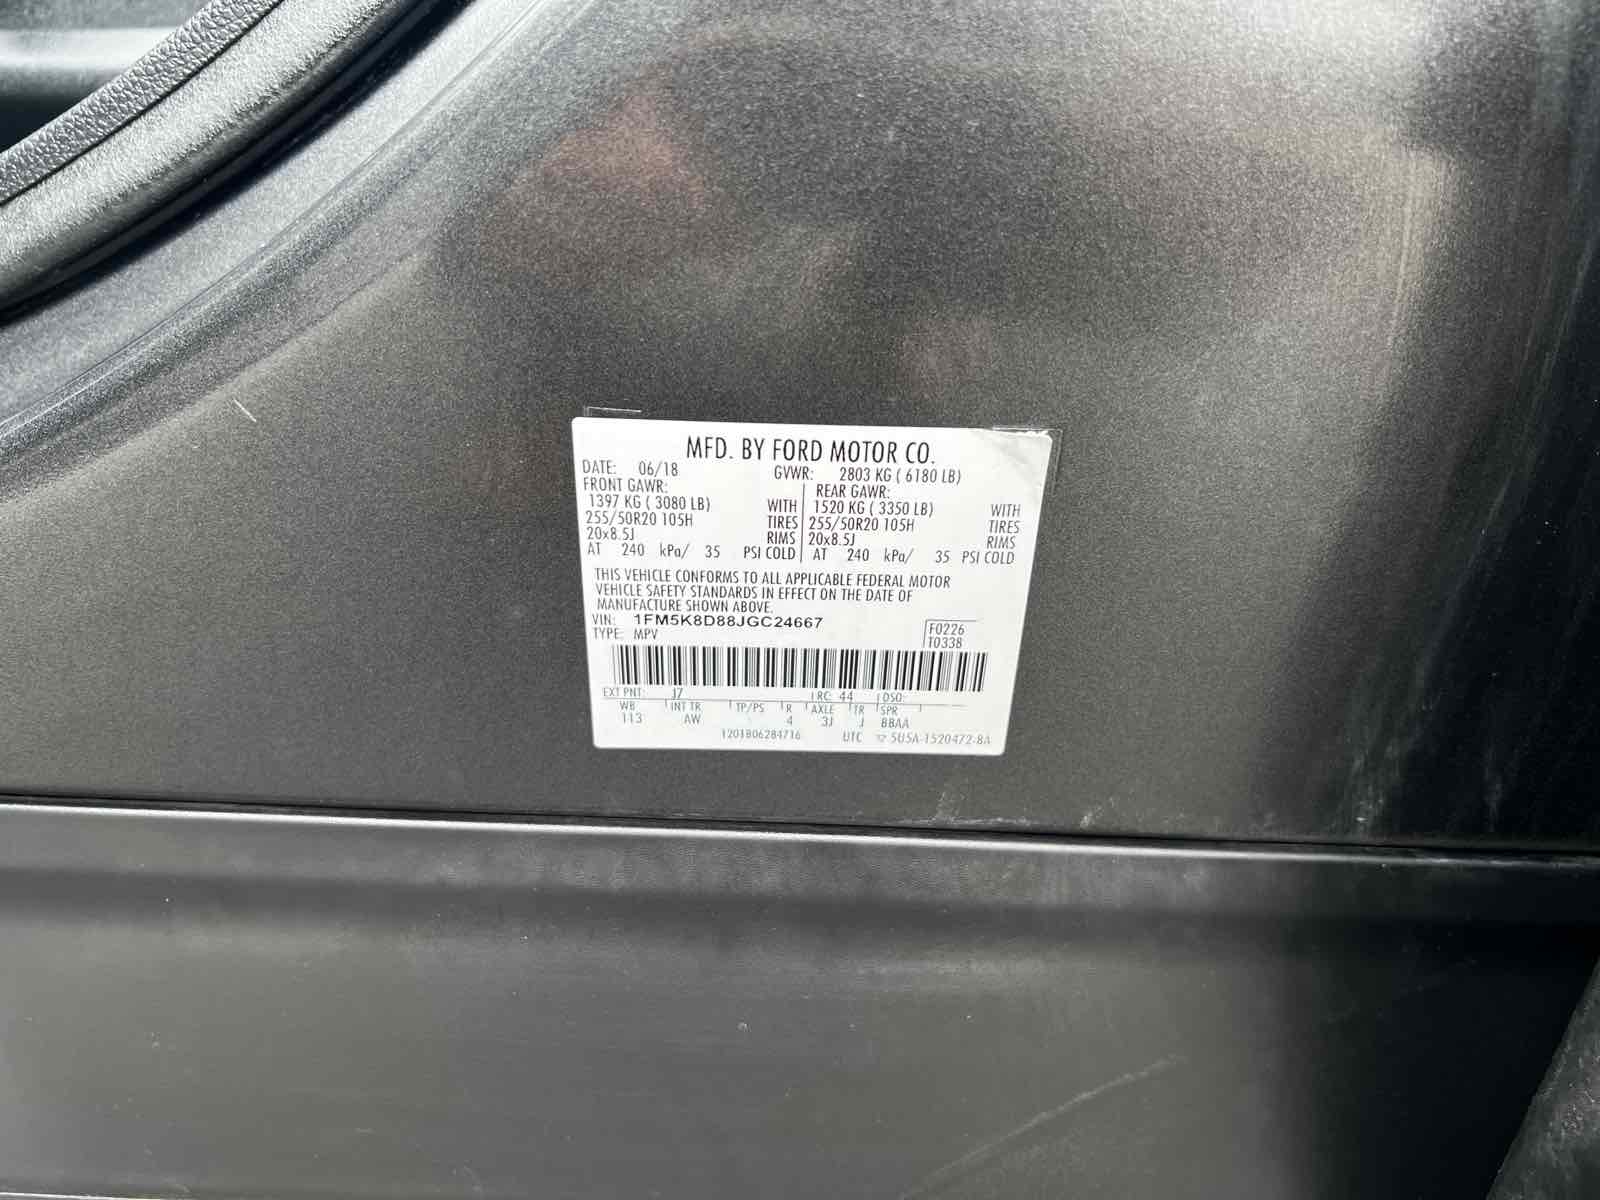 MFD. BY FORD MOTOR CO.
DATE: 06/18 GVWR: 2803 KG ( 6180 LB)
FRONT GAWR: REAR GAWR:
1397 KG ( 3080 LB) WITH 1520 KG ( 3350 LB) WITH
255/50R20 105H TIRES 255/50R20 105H TIRES
20x8.5J RIMS 20x8.5J RIMS
AT 240 kPa/ 35 PSI COLD AT 240 kPa/ 35 PSI COLD
THIS VEHICLE CONFORMS TO ALL APPLICABLE FEDERAL MOTOR
VEHICLE SAFETY STANDARDS IN EFFECT ON THE DATE OF
MANUFACTURE SHOWN ABOVE.
VIN: 1FM5K8D88JGC24667
TYPE: MPV
F0226
T0338
EXT PNT: J7 RC: 44 DSO:
WB INT TR TP/PS R AXLE TR SPR
113 AW 4 3J J BBAA
1201806284716 UTC 5U5A-1520472-8A